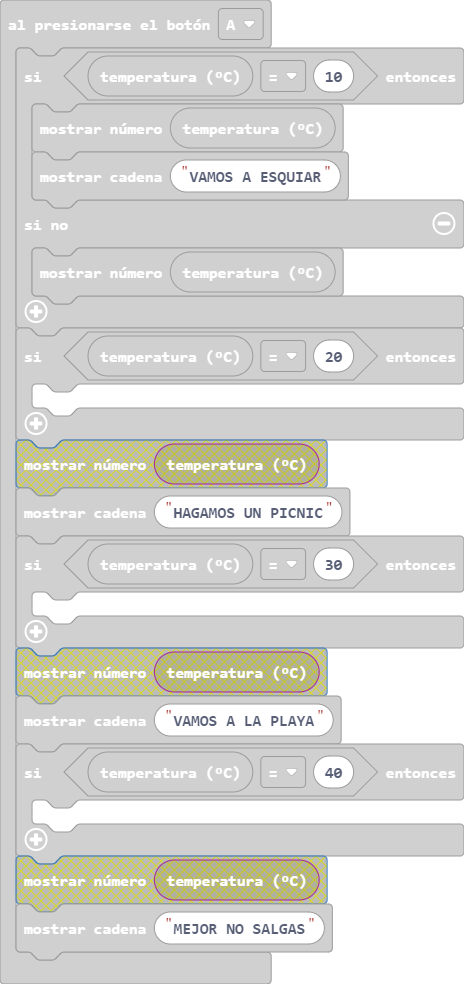 al presionarse el botón A
si temperatura (ºC) = 10 entonces
mostrar número temperatura (ºC)
mostrar cadena "VAMOS A ESQUIAR"
si no
mostrar número temperatura (ºC)
si temperatura (ºC) = 20 entonces
mostrar número temperatura (ºC)
mostrar cadena "HAGAMOS UN PICNIC"
si temperatura (ºC) = 30 entonces
mostrar número temperatura (ºC)
mostrar cadena "VAMOS A LA PLAYA"
si temperatura (ºC) = 40 entonces
mostrar número temperatura (ºC)
mostrar cadena "MEJOR NO SALGAS"